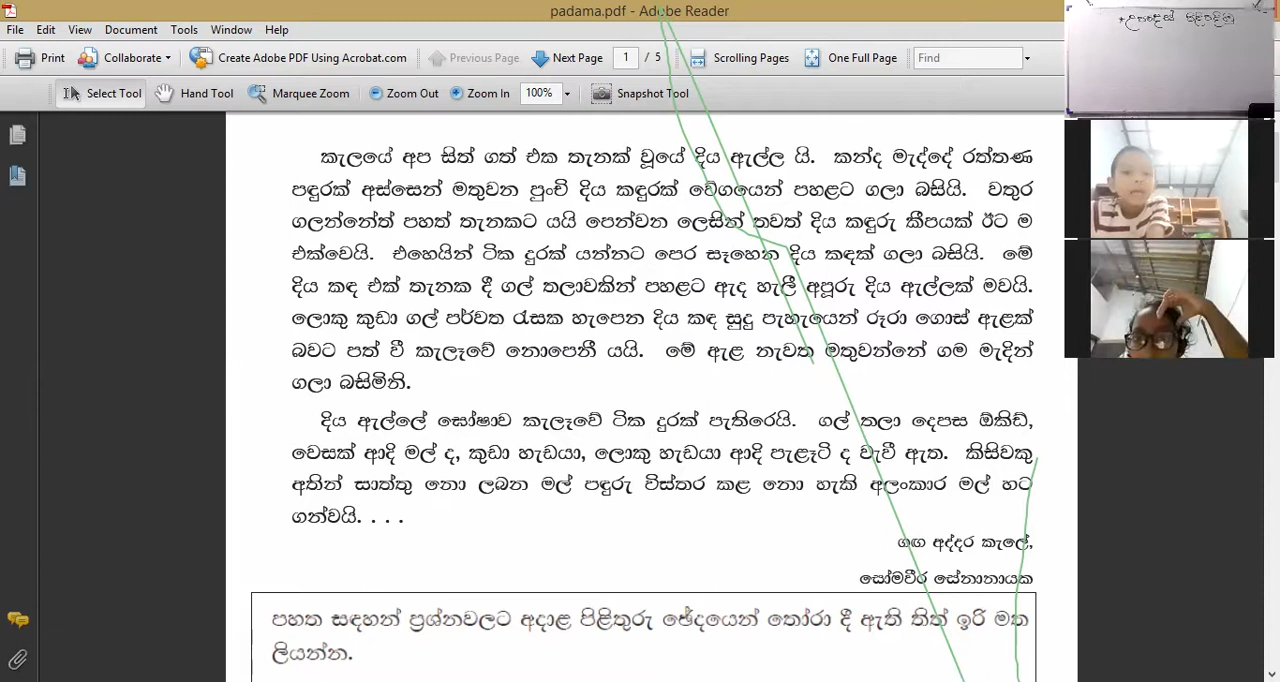 padama.pdf - Adobe Reader
File Edit View Document Tools Window Help
Print Collaborate Create Adobe PDF Using Acrobat.com Previous Page Next Page 1 / 5 Scrolling Pages One Full Page Find
Select Tool Hand Tool Marquee Zoom Zoom Out Zoom In 100% Snapshot Tool
කැලයේ අප සිත් ගත් එක තැනක් වූයේ දිය ඇල්ල යි. කන්ද මැද්දේ රත්තණ
පඳුරක් අස්සෙන් මතුවන පුංචි දිය කඳුරක් වේගයෙන් පහළට ගලා බසියි. වතුර
ගලන්නේත් පහත් තැනකට යයි පෙන්වන ලෙසින් තවත් දිය කඳුරු කීපයක් ඊට ම
එක්වෙයි. එහෙයින් ටික දුරක් යන්නට පෙර සෑහෙන දිය කඳක් ගලා බසියි. මේ
දිය කඳ එක් තැනක දී ගල් තලාවකින් පහළට ඇද හැලී අපූරු දිය ඇල්ලක් මවයි.
ලොකු කුඩා ගල් පර්වත රැසක හැපෙන දිය කඳ සුදු පැහැයෙන් රූරා ගොස් ඇළක්
බවට පත් වී කැලෑවේ නොපෙනී යයි. මේ ඇළ නැවත මතුවන්නේ ගම මැදින්
ගලා බසිමිනි.
දිය ඇල්ලේ ඝෝෂාව කැලෑවේ ටික දුරක් පැතිරෙයි. ගල් තලා දෙපස ඕකිඩ්,
වෙසක් ආදි මල් ද, කුඩා හැඩයා, ලොකු හැඩයා ආදි පැළෑටි ද වැවී ඇත. කිසිවකු
අතින් සාත්තු නො ලබන මල් පඳුරු විස්තර කළ නො හැකි අලංකාර මල් හට
ගන්වයි. . . .
ගඟ අද්දර කැලේ,
සෝමවීර සේනානායක
පහත සඳහන් ප්‍රශ්නවලට අදාළ පිළිතුරු ඡේදයෙන් තෝරා දී ඇති තිත් ඉරි මත
ලියන්න.